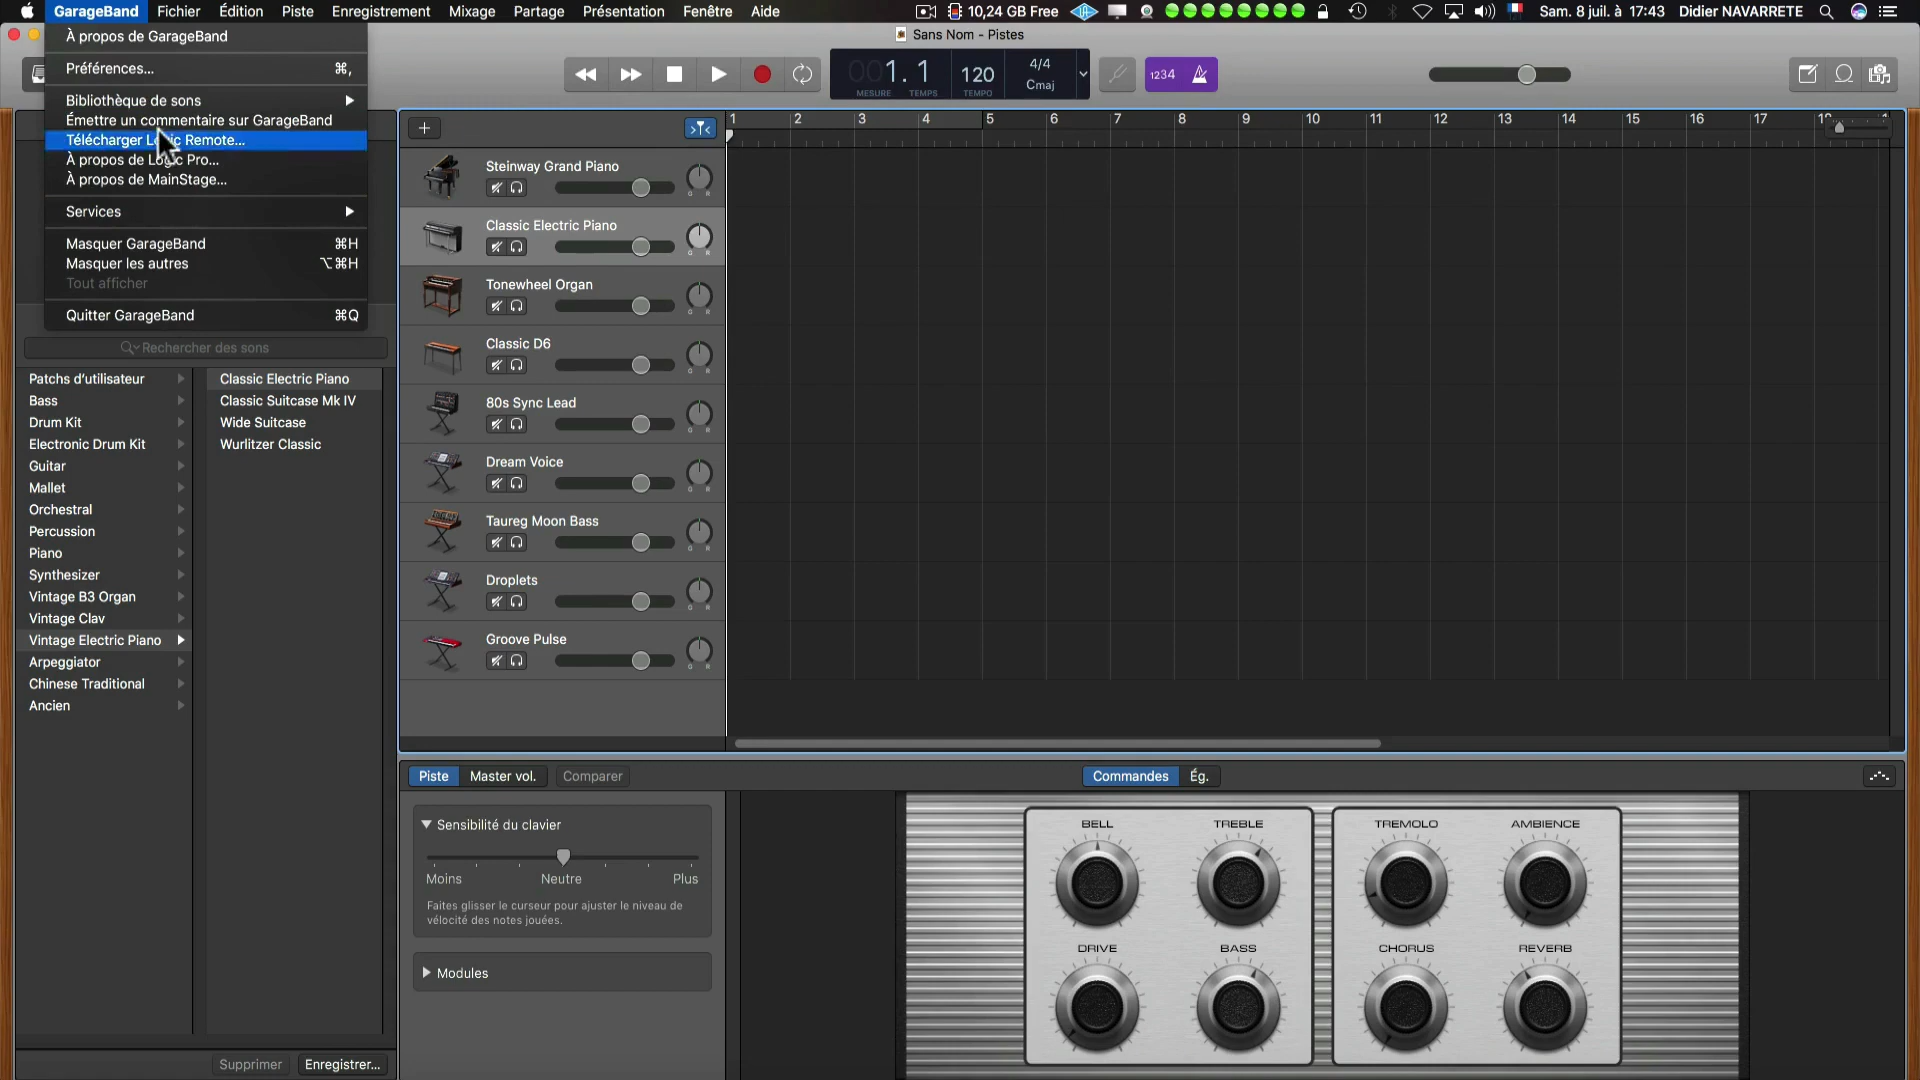 GarageBand Fichier Édition Piste Enregistrement Mixage Partage Présentation Fenêtre Aide 10,24 GB Free Sam. 8 juil. à 17:43 Didier NAVARRETE
À propos de GarageBand
Préférences... ⌘,
Bibliothèque de sons
Émettre un commentaire sur GarageBand
Télécharger Logic Remote...
À propos de Logic Pro...
À propos de MainStage...
Services
Masquer GarageBand ⌘H
Masquer les autres ⌥⌘H
Tout afficher
Quitter GarageBand ⌘Q
Sans Nom - Pistes
001. 1
MESURE TEMPS
120
TEMPO
4/4
Cmaj
1234
1 2 3 4 5 6 7 8 9 10 11 12 13 14 15 16 17
Rechercher des sons
Patchs d'utilisateur
Bass
Drum Kit
Electronic Drum Kit
Guitar
Mallet
Orchestral
Percussion
Piano
Synthesizer
Vintage B3 Organ
Vintage Clav
Vintage Electric Piano
Arpeggiator
Chinese Traditional
Ancien
Classic Electric Piano
Classic Suitcase Mk IV
Wide Suitcase
Wurlitzer Classic
Supprimer Enregistrer...
Steinway Grand Piano
Classic Electric Piano
Tonewheel Organ
Classic D6
80s Sync Lead
Dream Voice
Taureg Moon Bass
Droplets
Groove Pulse
Piste Master vol. Comparer Commandes Ég.
Sensibilité du clavier
Moins Neutre Plus
Faites glisser le curseur pour ajuster le niveau de
vélocité des notes jouées.
Modules
BELL TREBLE TREMOLO AMBIENCE
DRIVE BASS CHORUS REVERB